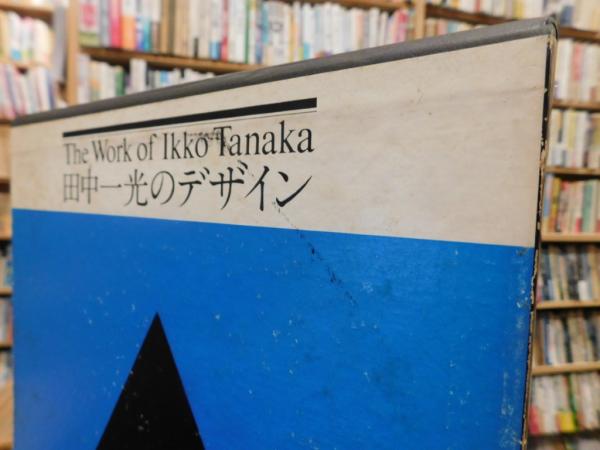 The Work of Ikko Tanaka
田中一光のデザイン